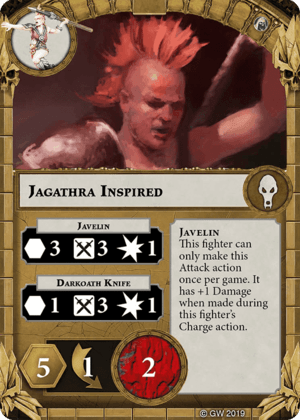 Jagathra Inspired
Javelin
3 3 1
Darkoath Knife
1 3 1
Javelin
This fighter can
only make this
Attack action
once per game. It
has +1 Damage
when made during
this fighter's
Charge action.
5 1 2
© GW 2019